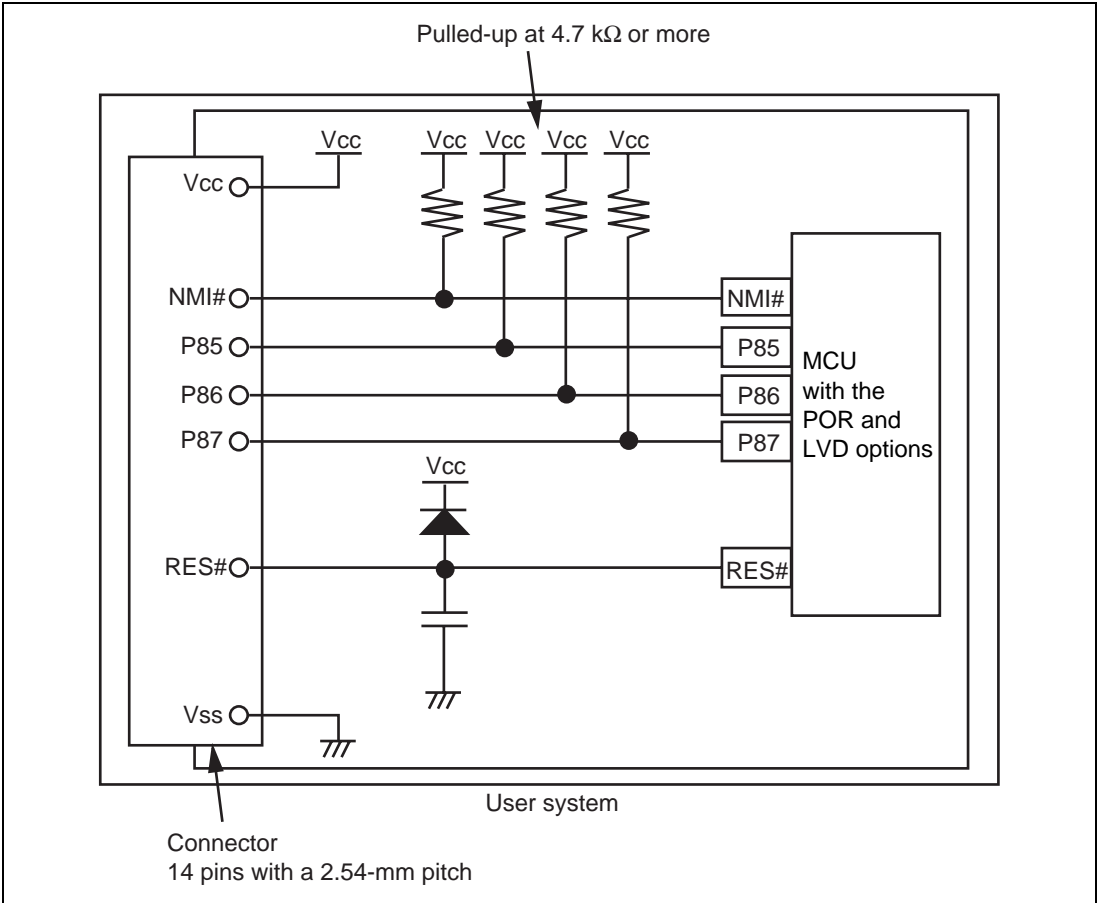 Pulled-up at 4.7 kΩ or more
Vcc
Vcc
Vcc
Vcc
Vcc
Vcc
NMI#
NMI#
P85
P85
P86
P86
P87
P87
MCU
with the
POR and
LVD options
Vcc
RES#
RES#
Vss
User system
Connector
14 pins with a 2.54-mm pitch